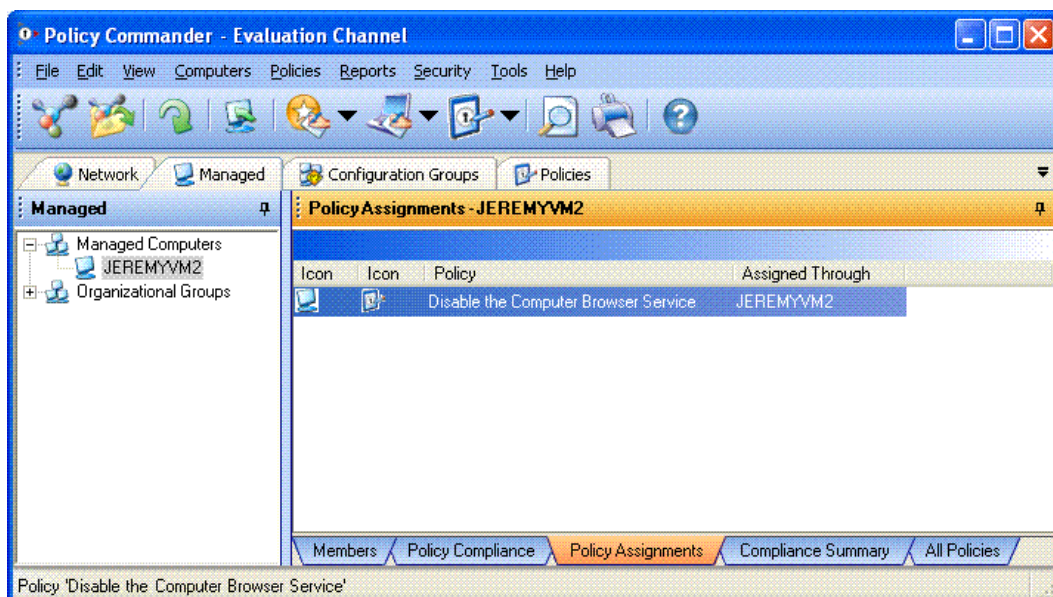 Policy Commander - Evaluation Channel
File Edit View Computers Policies Reports Security Tools Help
Network Managed Configuration Groups Policies
Managed
Policy Assignments - JEREMYVM2
Managed Computers
JEREMYVM2
Organizational Groups
Icon Icon Policy Assigned Through
Disable the Computer Browser Service JEREMYVM2
Members Policy Compliance Policy Assignments Compliance Summary All Policies
Policy 'Disable the Computer Browser Service'